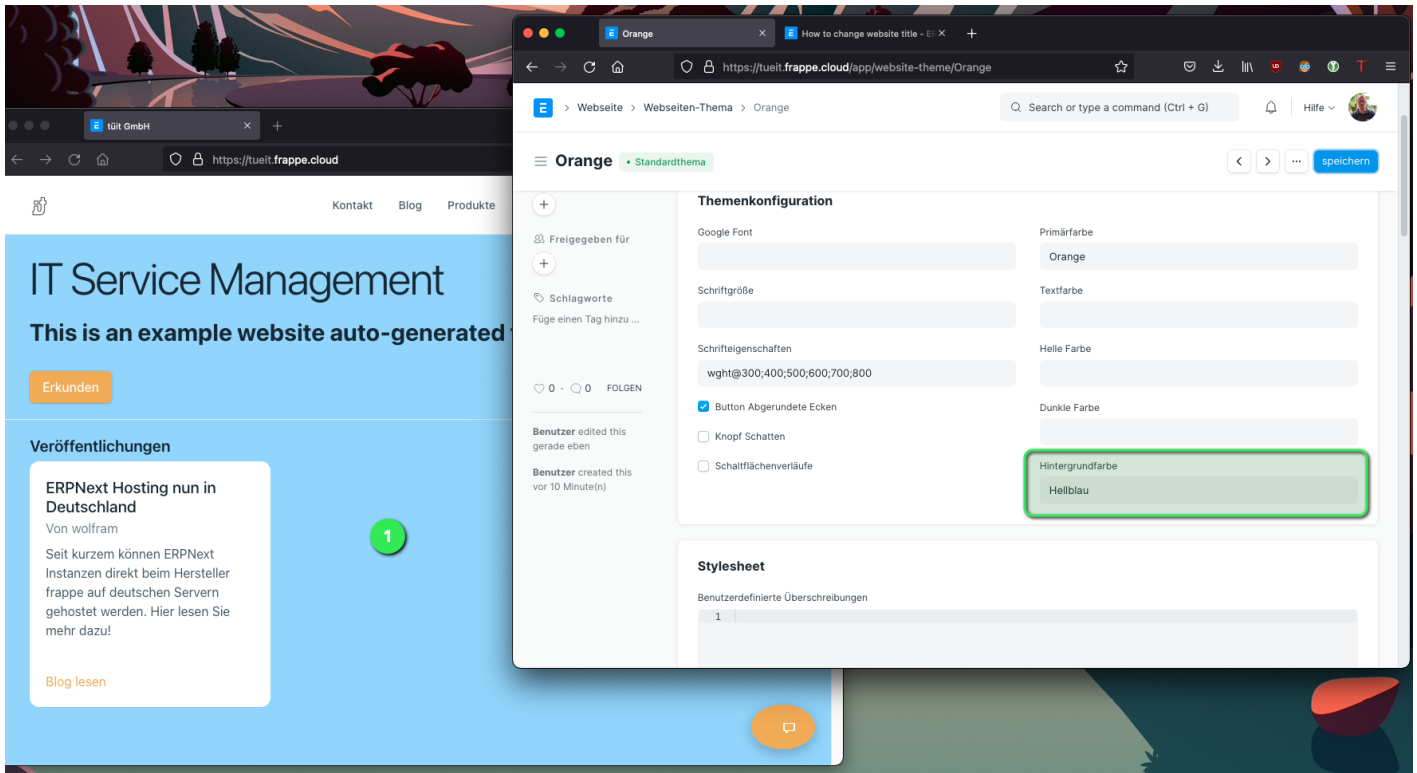 tüit GmbH
https://tueit.frappe.cloud
Kontakt Blog Produkte
IT Service Management
This is an example website auto-generated
Erkunden
Veröffentlichungen
ERPNext Hosting nun in
Deutschland
Von wolfram
Seit kurzem können ERPNext
Instanzen direkt beim Hersteller
frappe auf deutschen Servern
gehostet werden. Hier lesen Sie
mehr dazu!
Blog lesen
1
Orange
How to change website title - ER
https://tueit.frappe.cloud/app/website-theme/Orange
E > Webseite > Webseiten-Thema > Orange
Search or type a command (Ctrl + G)
Hilfe
Orange • Standardthema
speichern
Freigegeben für
Schlagworte
Füge einen Tag hinzu ...
0 · 0 FOLGEN
Benutzer edited this
gerade eben
Benutzer created this
vor 10 Minute(n)
Themenkonfiguration
Google Font
Schriftgröße
Schrifteigenschaften
wght@300;400;500;600;700;800
Button Abgerundete Ecken
Knopf Schatten
Schaltflächenverläufe
Primärfarbe
Orange
Textfarbe
Helle Farbe
Dunkle Farbe
Hintergrundfarbe
Hellblau
Stylesheet
Benutzerdefinierte Überschreibungen
1